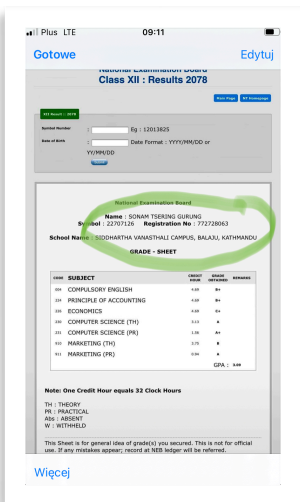 Plus LTE 09:11
Gotowe Edytuj
National Examination Board
Class XII : Results 2078
Main Page NT Homepage
XII Result : 2078
Symbol Number : Eg : 12013825
Date of Birth : Date Format : YYYY/MM/DD or
YY/MM/DD
National Examination Board
Name : SONAM TSERING GURUNG
Symbol : 22707126 Registration No : 772728063
School Name : SIDDHARTHA VANASTHALI CAMPUS, BALAJU, KATHMANDU
GRADE - SHEET
CODE SUBJECT CREDIT HOUR GRADE OBTAINED REMARKS
COMPULSORY ENGLISH B+
PRINCIPLE OF ACCOUNTING B+
ECONOMICS C+
COMPUTER SCIENCE (TH) A
COMPUTER SCIENCE (PR) A+
MARKETING (TH) 3.75 B
MARKETING (PR) A
GPA :
Note: One Credit Hour equals 32 Clock Hours
TH : THEORY
PR : PRACTICAL
Abs : ABSENT
W : WITHHELD
This Sheet is for general idea of grade(s) you secured. This is not for official
use. If any mistakes appear; record at NEB ledger will be referred.
Więcej